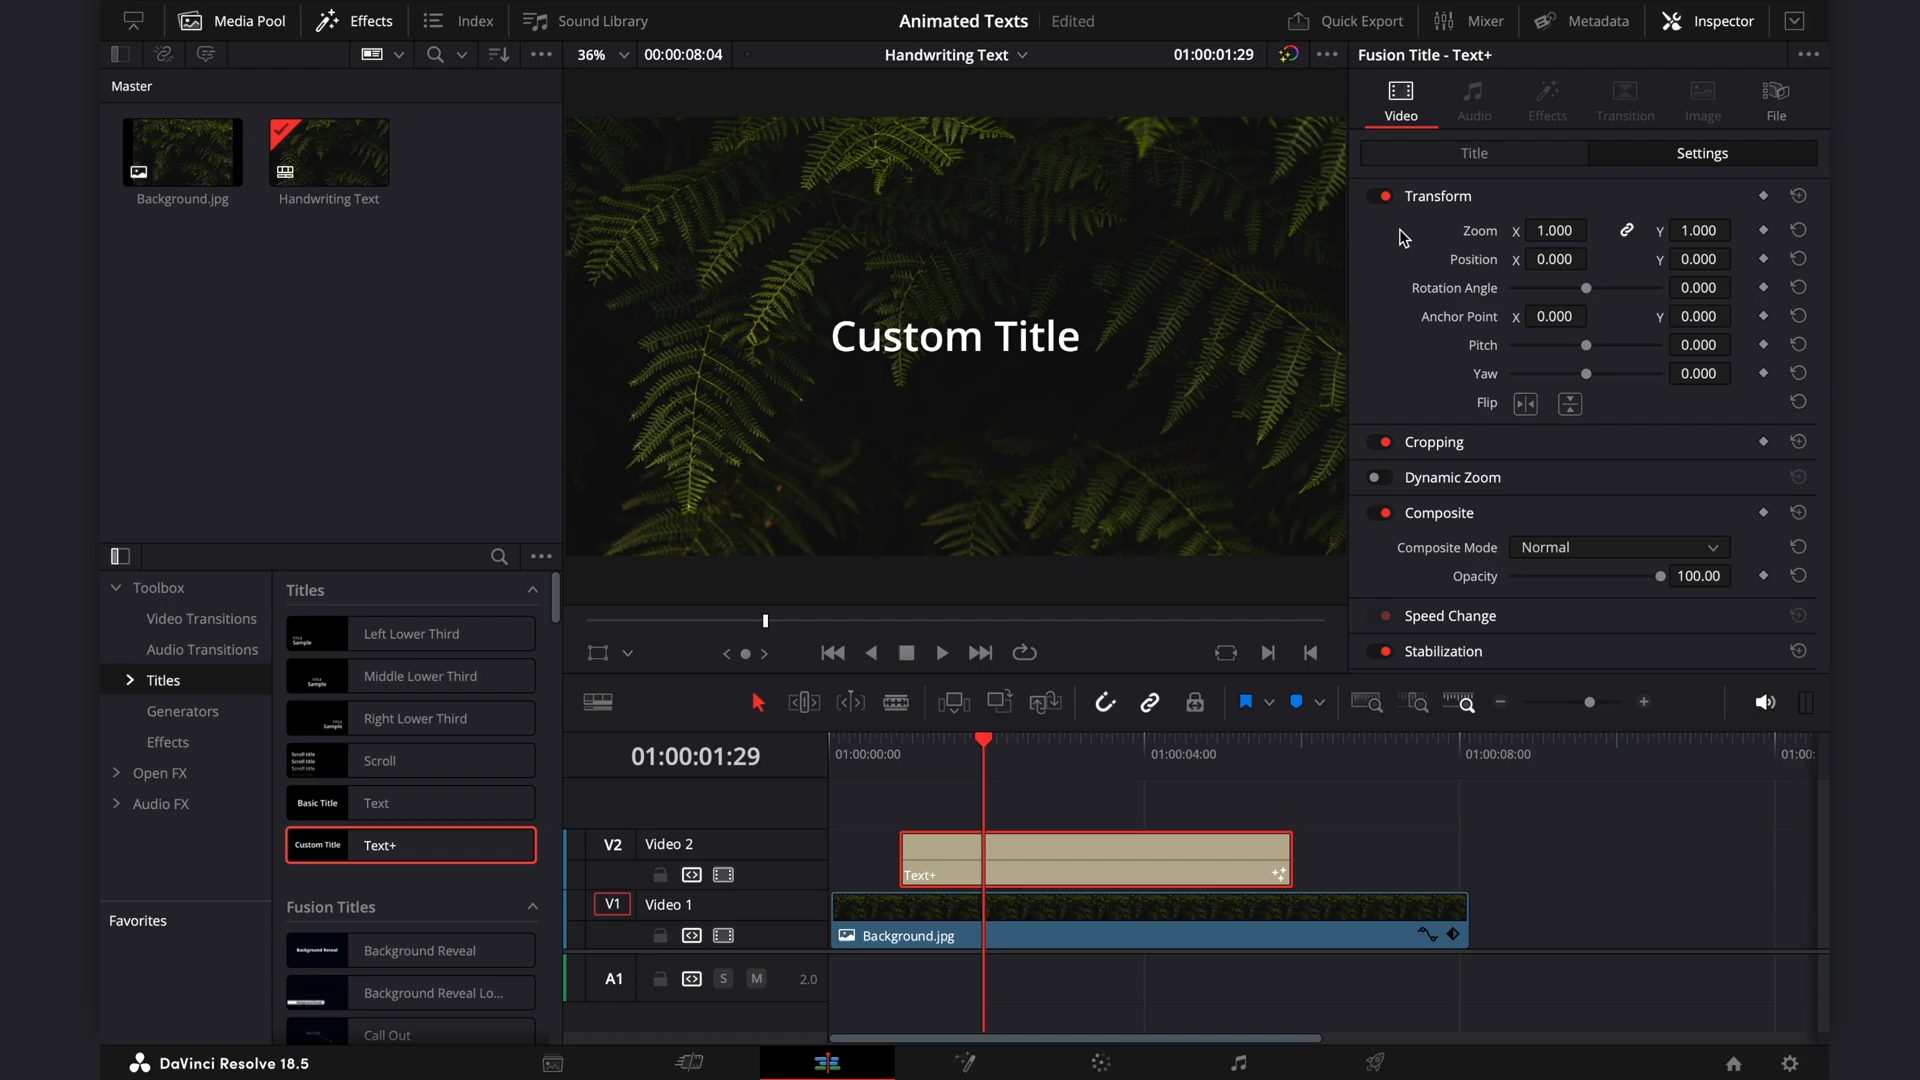 Media Pool
Effects
Index
Sound Library
Animated Texts
Edited
Quick Export
Mixer
Metadata
Inspector
36%
00:00:08:04
Handwriting Text
01:00:01:29
Fusion Title - Text+
Master
Background.jpg
Handwriting Text
Custom Title
Video
Audio
Effects
Transition
Image
File
Title
Settings
Transform
Zoom X 1.000 Y 1.000
Position X 0.000 Y 0.000
Rotation Angle 0.000
Anchor Point X 0.000 Y 0.000
Pitch 0.000
Yaw 0.000
Flip
Cropping
Dynamic Zoom
Composite
Composite Mode Normal
Opacity 100.00
Speed Change
Stabilization
Toolbox
Video Transitions
Audio Transitions
Titles
Generators
Effects
Open FX
Audio FX
Favorites
Titles
Left Lower Third
Middle Lower Third
Right Lower Third
Scroll
Basic Title Text
Custom Title Text+
Fusion Titles
Background Reveal Background Reveal
Background Reveal Lo...
Call Out
01:00:01:29
01:00:00:00
01:00:04:00
01:00:08:00
01:00:
V2 Video 2
Text+
V1 Video 1
Background.jpg
A1 S M 2.0
DaVinci Resolve 18.5